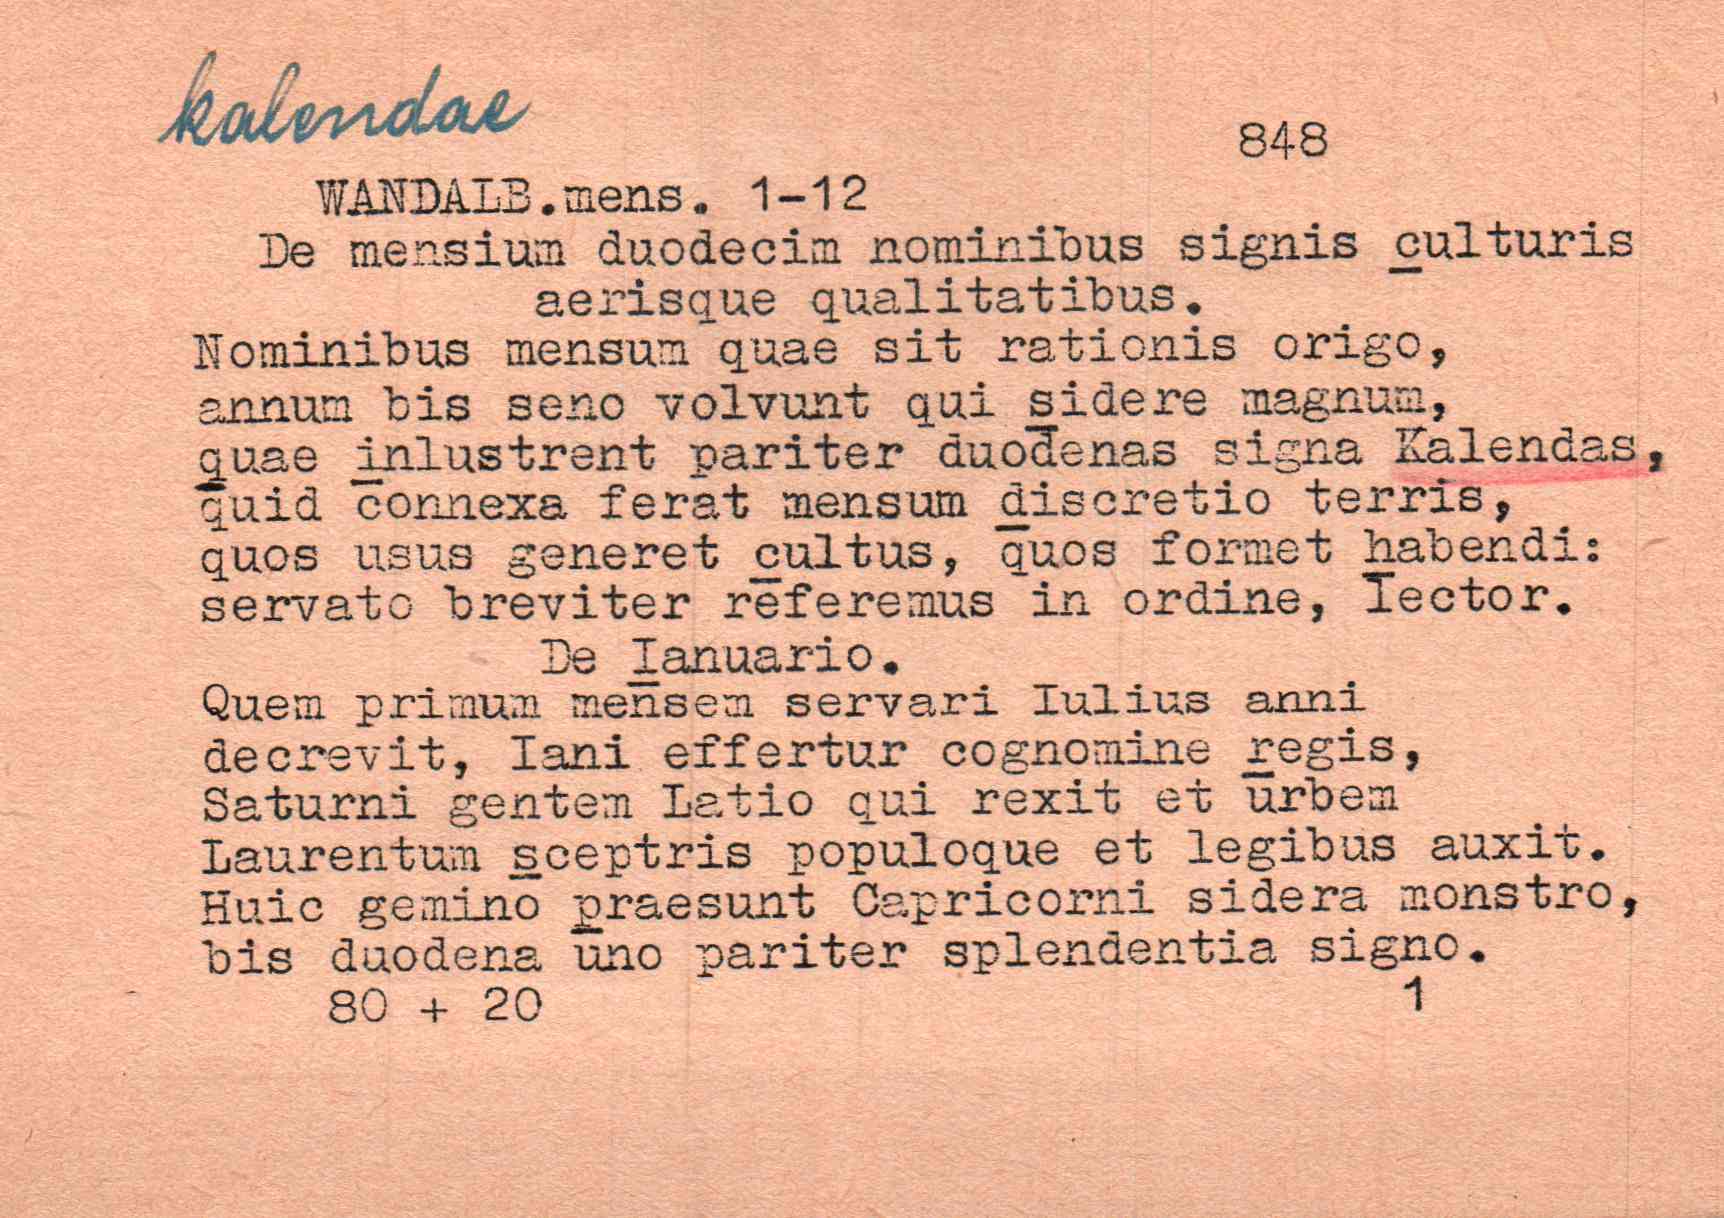 kalendae
848
WANDALB.mens. 1-12
De mensium duodecim nominibus signis culturis
aerisque qualitatibus.
Nominibus mensum quae sit rationis origo,
annum bis seno volvunt qui sidere magnum,
quae inlustrent pariter duodenas signa Kalendas,
quid connexa ferat mensum discretio terris,
quos usus generet cultus, quos formet habendi:
servato breviter referemus in ordine, lector.
De Ianuario.
Quem primum mensem servari Iulius anni
decrevit, Iani effertur cognomine regis,
Saturni gentem Latio qui rexit et urbem
Laurentum sceptris populoque et legibus auxit.
Huic gemino praesunt Capricorni sidera monstro,
bis duodena uno pariter splendentia signo.
80 + 20 1